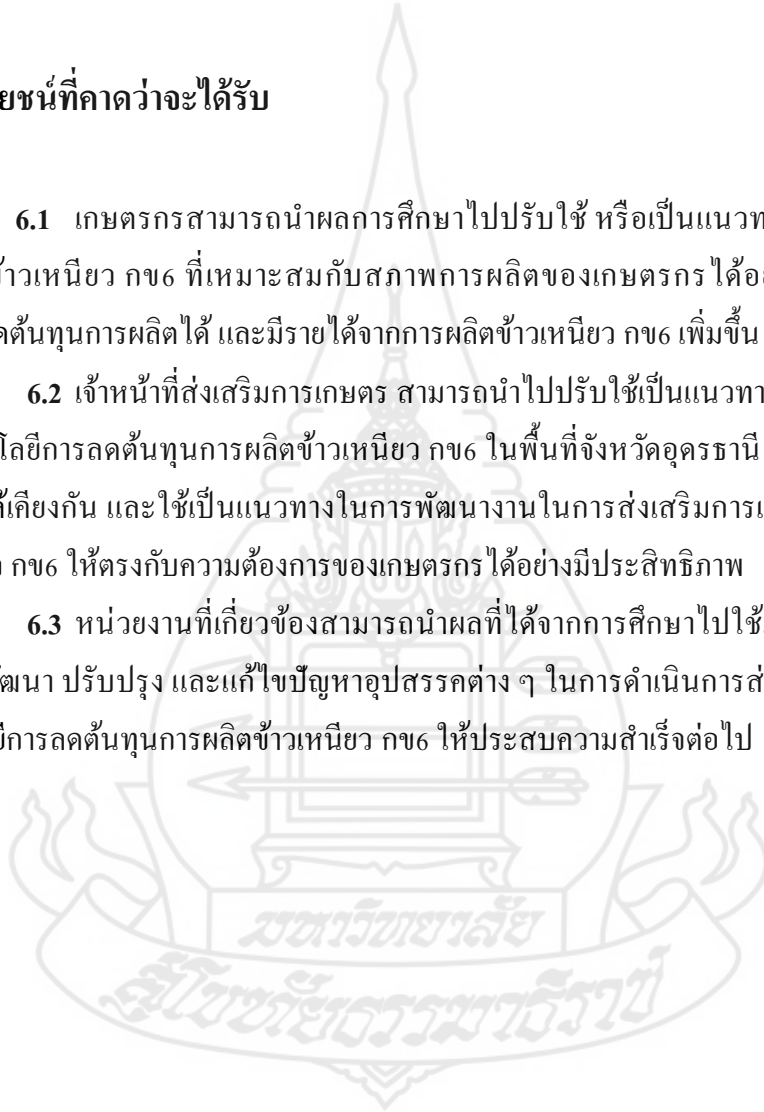 ยชน์ที่คาดว่าจะได้รับ
6.1 เกษตรกรสามารถนำผลการศึกษาไปปรับใช้ หรือเป็นแนวท
ข้าวเหนียว กข6 ที่เหมาะสมกับสภาพการผลิตของเกษตรกรได้อย
ดต้นทุนการผลิตได้ และมีรายได้จากการผลิตข้าวเหนียว กข6 เพิ่มขึ้น
6.2 เจ้าหน้าที่ส่งเสริมการเกษตร สามารถนำไปปรับใช้เป็นแนวทา
โลยีการลดต้นทุนการผลิตข้าวเหนียว กข6 ในพื้นที่จังหวัดอุดรธานี
ล้เคียงกัน และใช้เป็นแนวทางในการพัฒนางานในการส่งเสริมการเ
ว กข6 ให้ตรงกับความต้องการของเกษตรกรได้อย่างมีประสิทธิภาพ
6.3 หน่วยงานที่เกี่ยวข้องสามารถนำผลที่ได้จากการศึกษาไปใช้
ัฒนา ปรับปรุง และแก้ไขปัญหาอุปสรรคต่าง ๆ ในการดำเนินการส่
ยีการลดต้นทุนการผลิตข้าวเหนียว กข6 ให้ประสบความสำเร็จต่อไป
มหาวิทยาลัย
สุโขทัยธรรมาธิราช